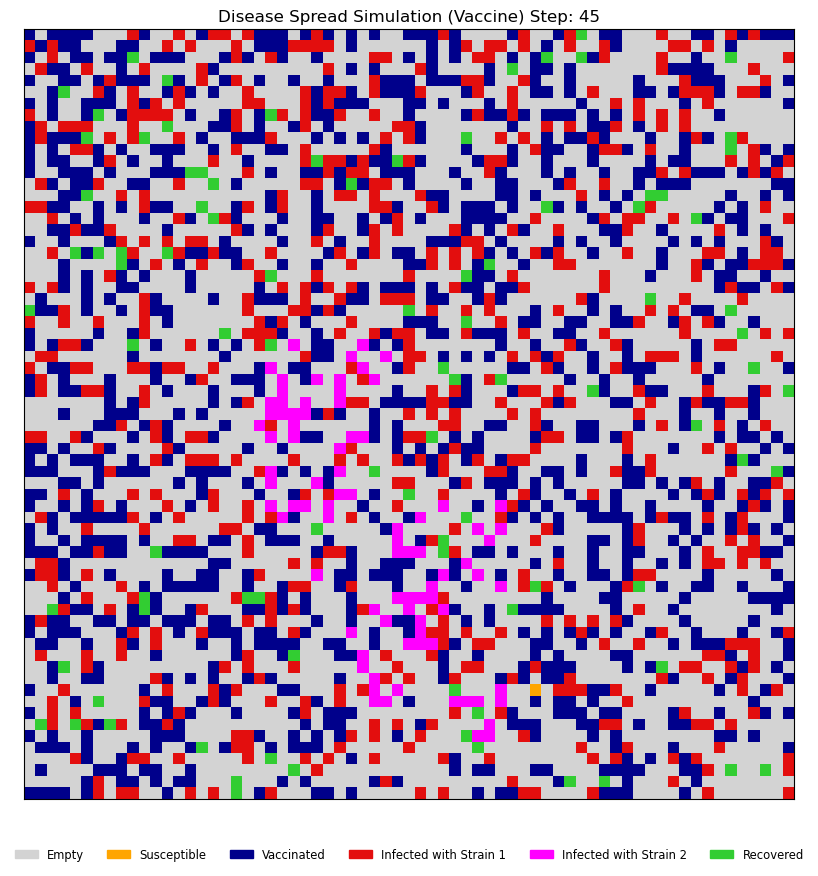 Disease Spread Simulation (Vaccine) Step: 45
Empty Susceptible Vaccinated Infected with Strain 1 Infected with Strain 2 Recovered